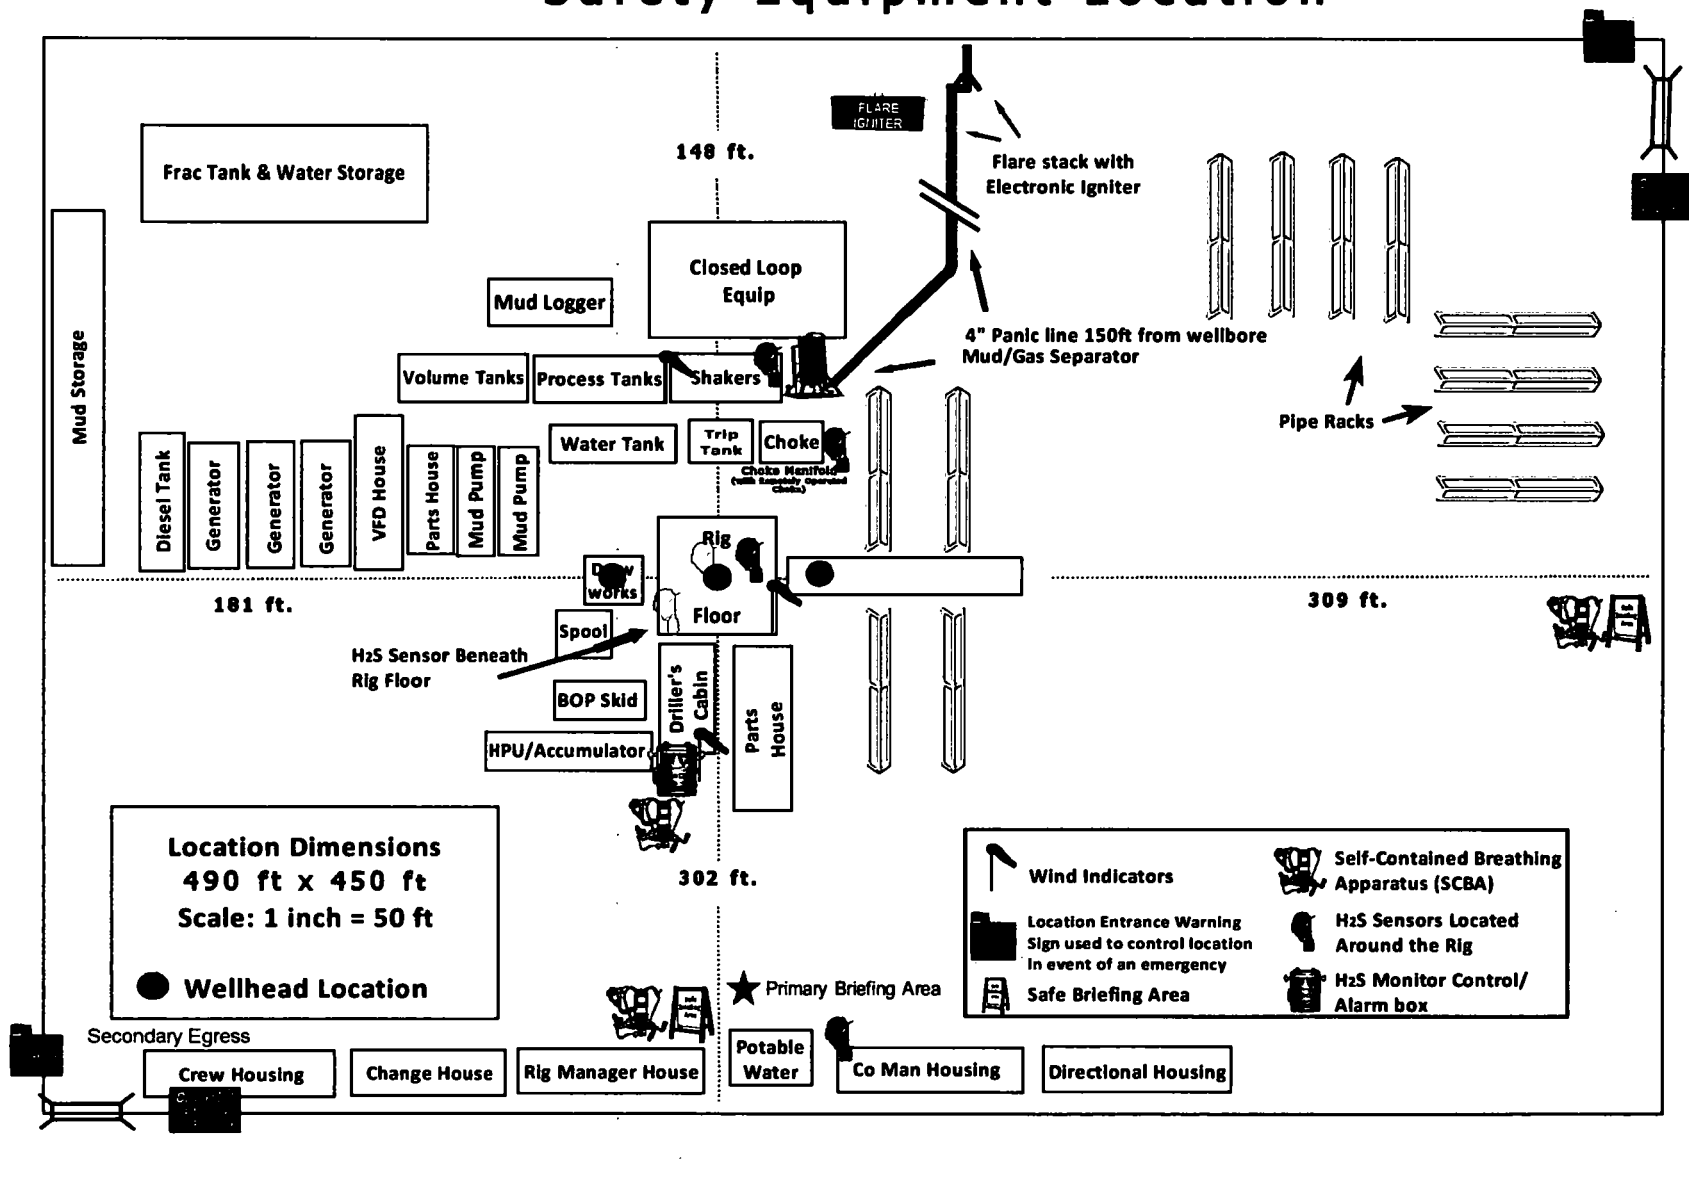 Safety Equipment Location
FLARE
IGNITER
148 ft.
Flare stack with
Electronic Igniter
Frac Tank & Water Storage
Closed Loop
Equip
Mud Logger
4" Panic line 150ft from wellbore
Mud/Gas Separator
Mud Storage
Volume Tanks
Process Tanks
Shakers
Pipe Racks
Water Tank
Trip
Tank
Choke
Choke Manifold
(with Remotely Operated
Choke)
Diesel Tank
Generator
Generator
Generator
VFD House
Parts House
Mud Pump
Mud Pump
Rig
Floor
Draw
works
181 ft.
309 ft.
Spool
H2S Sensor Beneath
Rig Floor
BOP Skid
Driller's
Cabin
Parts
House
HPU/Accumulator
Location Dimensions
490 ft x 450 ft
Scale: 1 inch = 50 ft
Wellhead Location
302 ft.
Wind Indicators
Location Entrance Warning
Sign used to control location
in event of an emergency
Safe Briefing Area
Self-Contained Breathing
Apparatus (SCBA)
H2S Sensors Located
Around the Rig
H2S Monitor Control/
Alarm box
Primary Briefing Area
Secondary Egress
Crew Housing
Change House
Rig Manager House
Potable
Water
Co Man Housing
Directional Housing